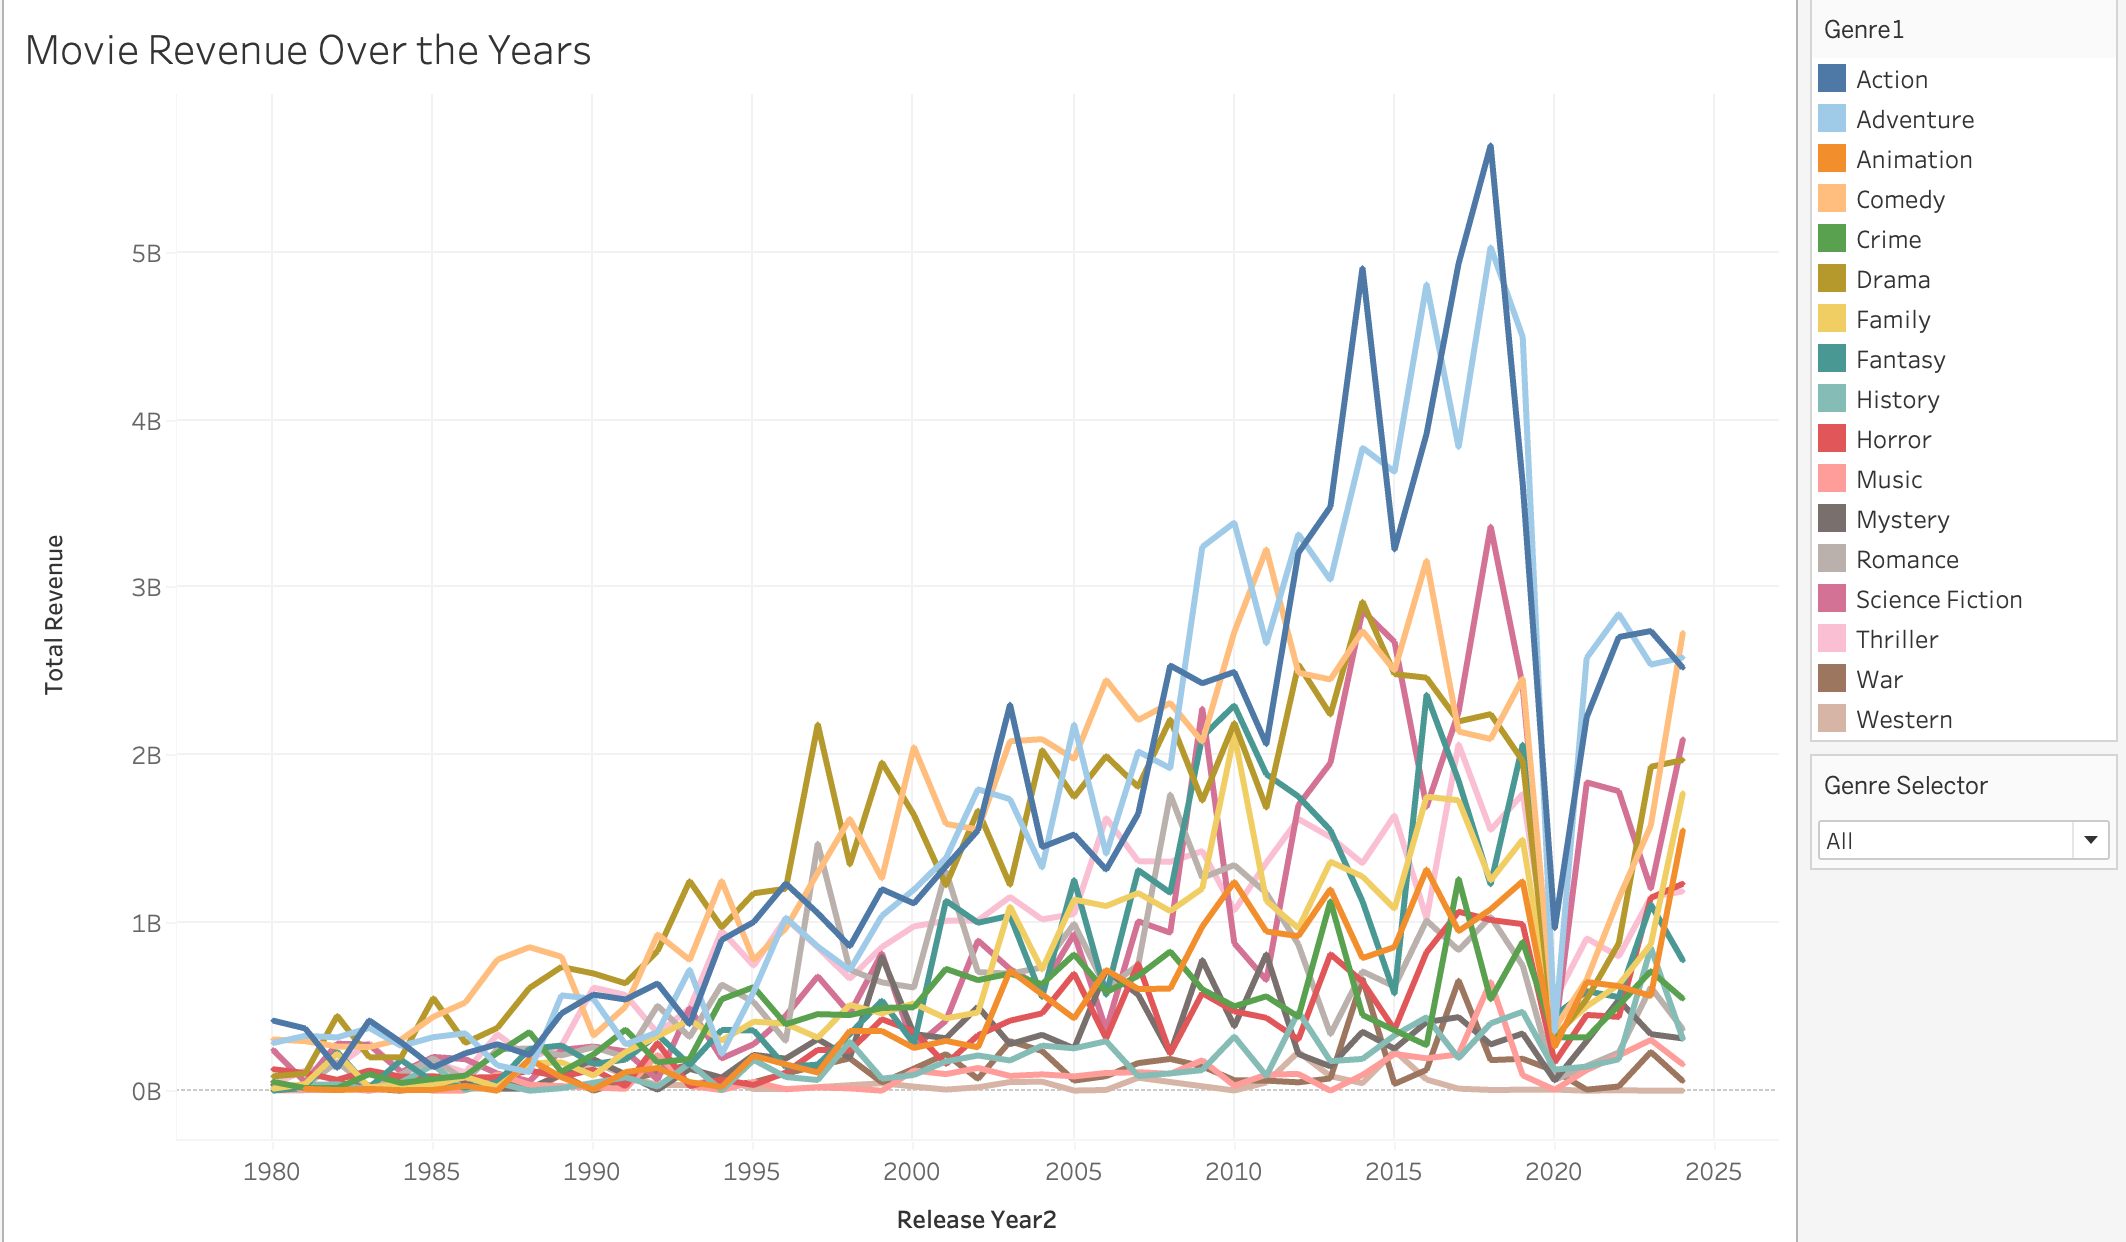 Movie Revenue Over the Years
Total Revenue
5B
4B
3B
2B
1B
0B
1980 1985 1990 1995 2000 2005 2010 2015 2020 2025
Release Year2
Genre1
Action
Adventure
Animation
Comedy
Crime
Drama
Family
Fantasy
History
Horror
Music
Mystery
Romance
Science Fiction
Thriller
War
Western
Genre Selector
All